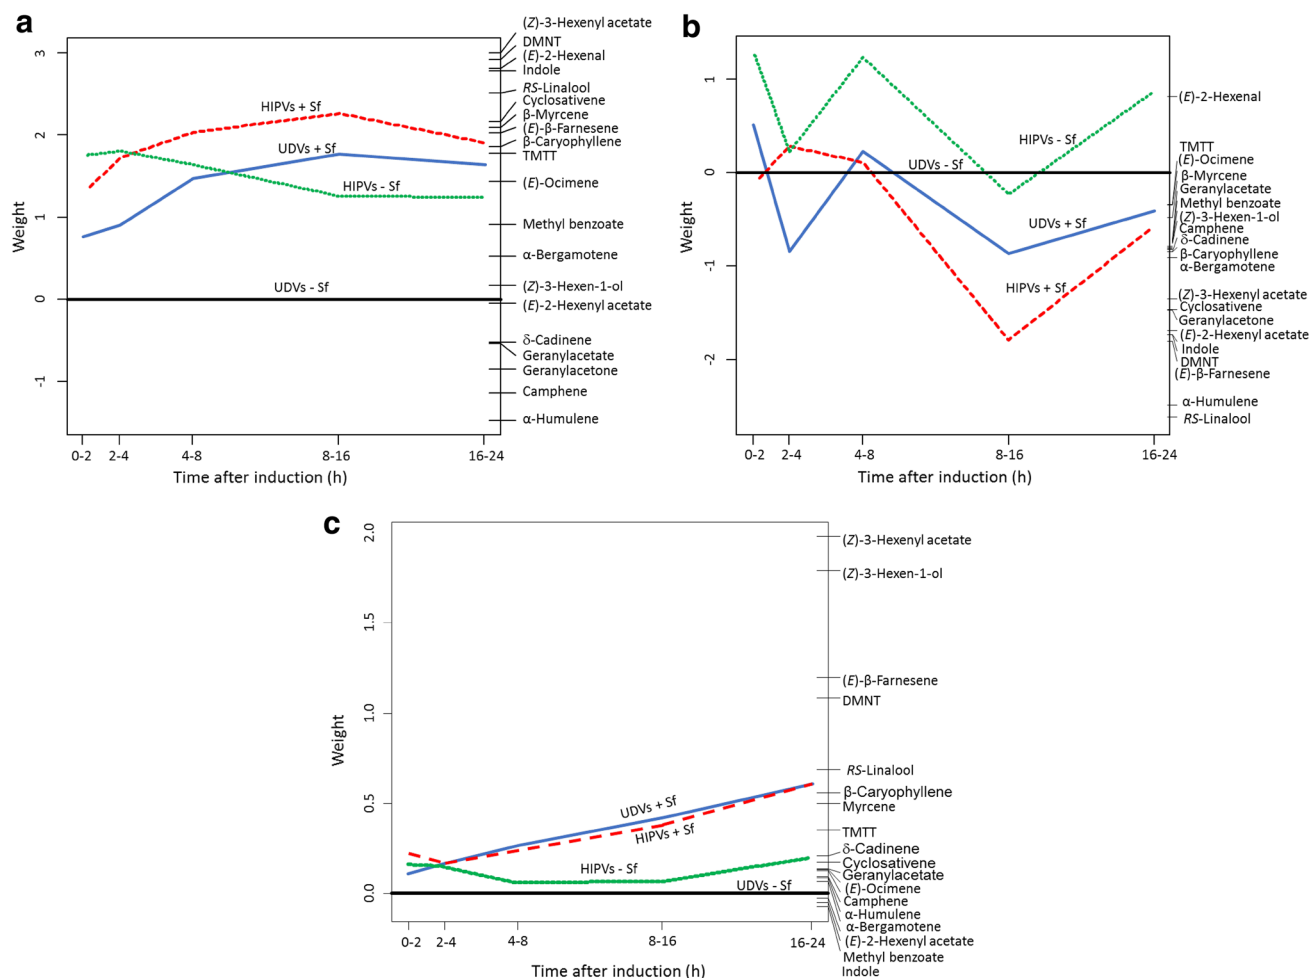 a
3
2
1
0
-1
Weight
HIPVs + Sf
UDVs + Sf
HIPVs - Sf
UDVs - Sf
0-2
2-4
4-8
8-16
16-24
Time after induction (h)
(Z)-3-Hexenyl acetate
DMNT
(E)-2-Hexenal
Indole
RS-Linalool
Cyclosativene
β-Myrcene
(E)-β-Farnesene
β-Caryophyllene
TMTT
(E)-Ocimene
Methyl benzoate
α-Bergamotene
(Z)-3-Hexen-1-ol
(E)-2-Hexenyl acetate
δ-Cadinene
Geranylacetate
Geranylacetone
Camphene
α-Humulene
b
1
0
-1
-2
Weight
HIPVs - Sf
UDVs - Sf
UDVs + Sf
HIPVs + Sf
0-2
2-4
4-8
8-16
16-24
Time after induction (h)
(E)-2-Hexenal
TMTT
(E)-Ocimene
β-Myrcene
Geranylacetate
Methyl benzoate
(Z)-3-Hexen-1-ol
Camphene
δ-Cadinene
β-Caryophyllene
α-Bergamotene
(Z)-3-Hexenyl acetate
Cyclosativene
Geranylacetone
(E)-2-Hexenyl acetate
Indole
DMNT
(E)-β-Farnesene
α-Humulene
RS-Linalool
c
2.0
1.5
1.0
0.5
0.0
Weight
UDVs + Sf
HIPVs + Sf
HIPVs - Sf
UDVs - Sf
0-2
2-4
4-8
8-16
16-24
Time after induction (h)
(Z)-3-Hexenyl acetate
(Z)-3-Hexen-1-ol
(E)-β-Farnesene
DMNT
RS-Linalool
β-Caryophyllene
Myrcene
TMTT
δ-Cadinene
Cyclosativene
Geranylacetate
(E)-Ocimene
Camphene
α-Humulene
α-Bergamotene
(E)-2-Hexenyl acetate
Methyl benzoate
Indole